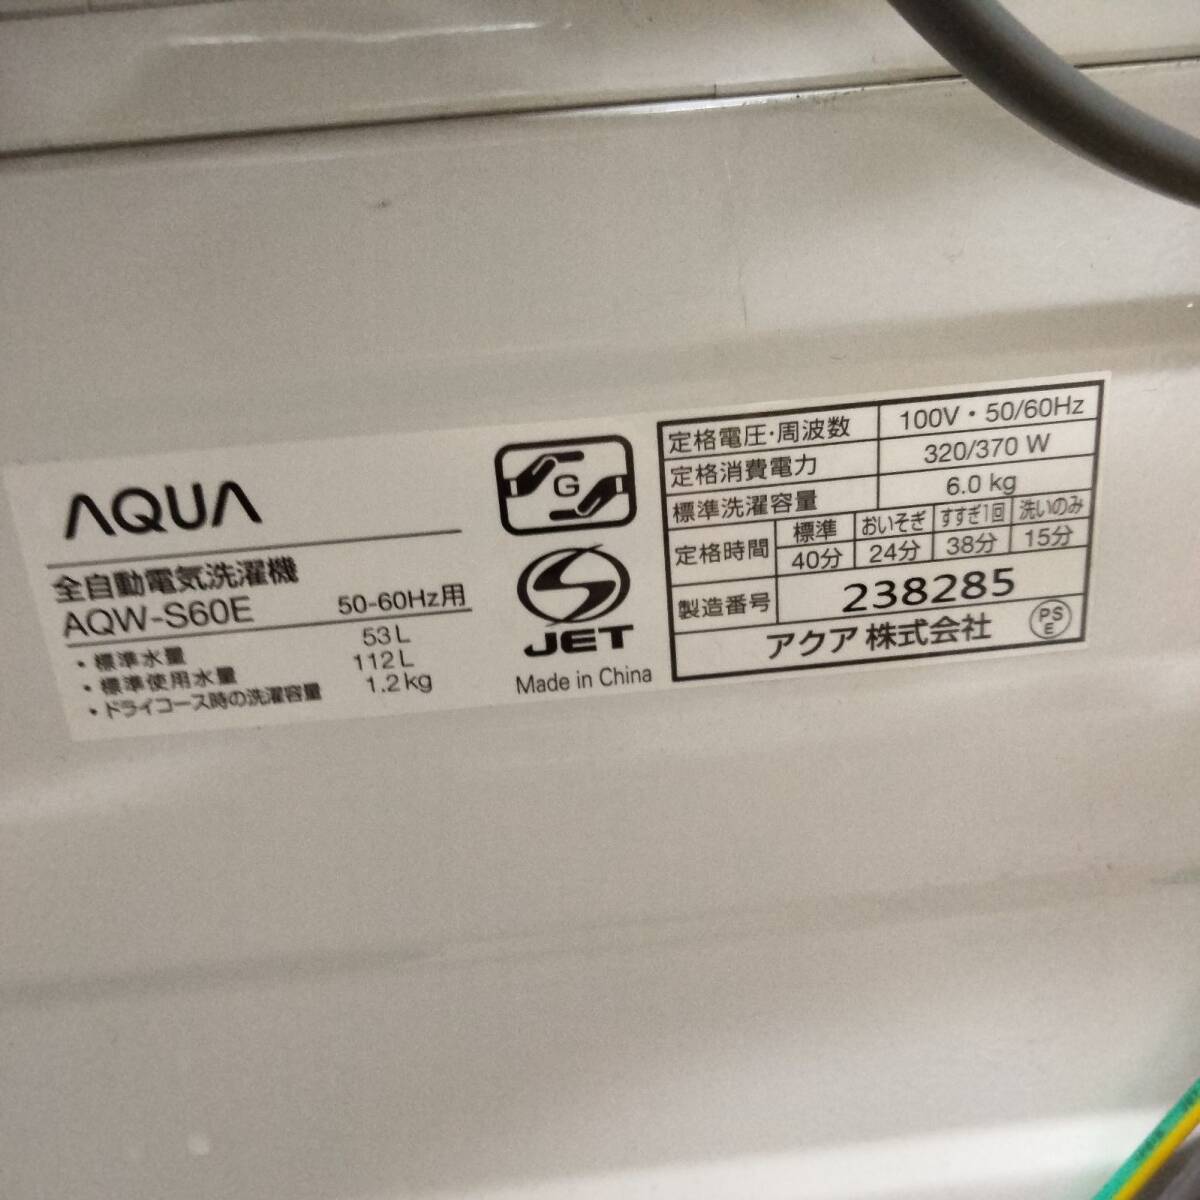 AQUA
全自動電気洗濯機
AQW-S60E 50-60Hz用
・標準水量 53L
・標準使用水量 112L
・ドライコース時の洗濯容量 1.2kg
G
S
JET
Made in China
定格電圧・周波数 100V・50/60Hz
定格消費電力 320/370 W
標準洗濯容量 6.0 kg
定格時間 標準 おいそぎ すすぎ1回 洗いのみ
40分 24分 38分 15分
製造番号 238285
アクア 株式会社 PS
E